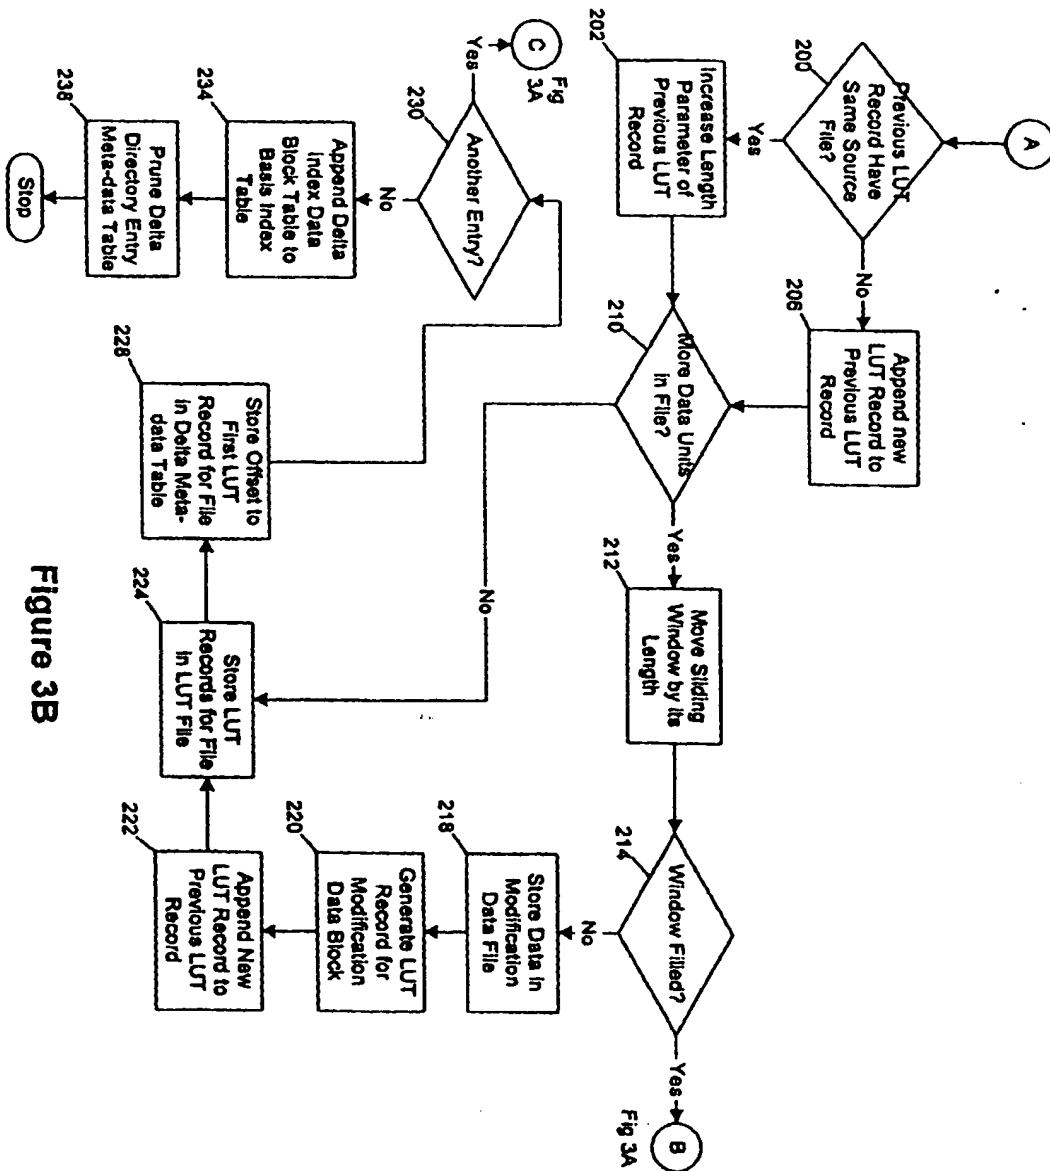 A
200
Previous LUT
Record Have
Same Source
File?
Yes
No
202
Increase Length
Parameter of
Previous LUT
Record
206
Append new
LUT Record to
Previous LUT
Record
210
More Data Units
in File?
Yes
No
212
Move Sliding
Window by its
Length
214
Window Filled?
Yes
B
Fig 3A
No
218
Store Data in
Modification
Data File
220
Generate LUT
Record for
Modification
Data Block
222
Append New
LUT Record to
Previous LUT
Record
224
Store LUT
Records for File
in LUT File
228
Store Offset to
First LUT
Record for File
in Delta Meta-
data Table
230
Another Entry?
Yes
C
Fig
3A
No
234
Append Delta
Index Data
Block Table to
Basis Index
Table
238
Prune Delta
Directory Entry
Meta-data Table
Stop
Figure 3B